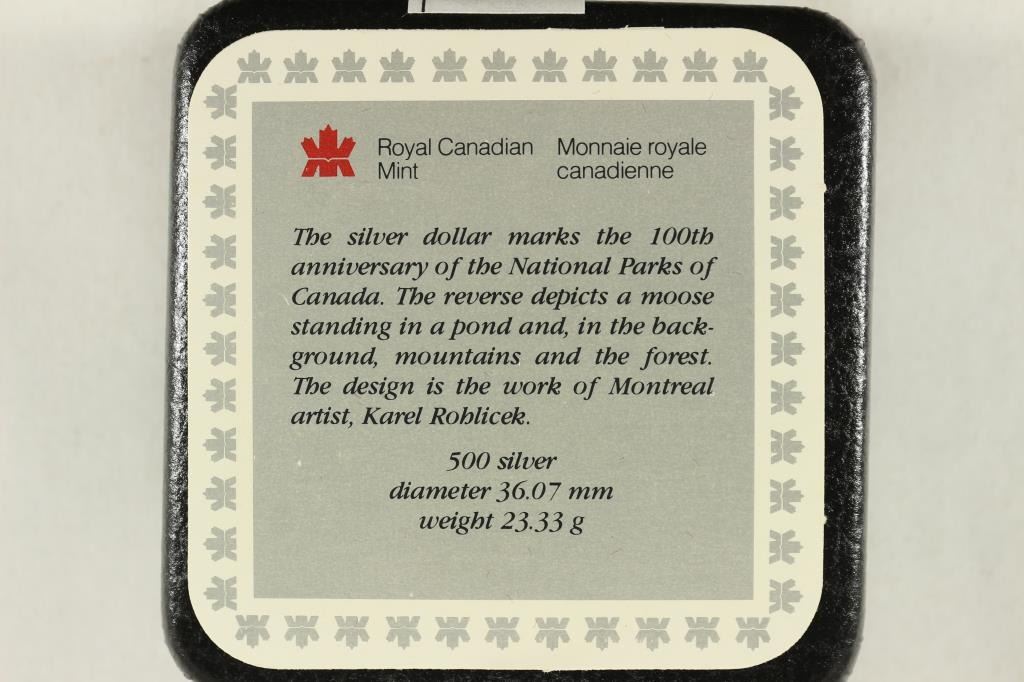 Royal Canadian Mint
Monnaie royale canadienne
The silver dollar marks the 100th
anniversary of the National Parks of
Canada. The reverse depicts a moose
standing in a pond and, in the back-
ground, mountains and the forest.
The design is the work of Montreal
artist, Karel Rohlicek.
500 silver
diameter 36.07 mm
weight 23.33 g